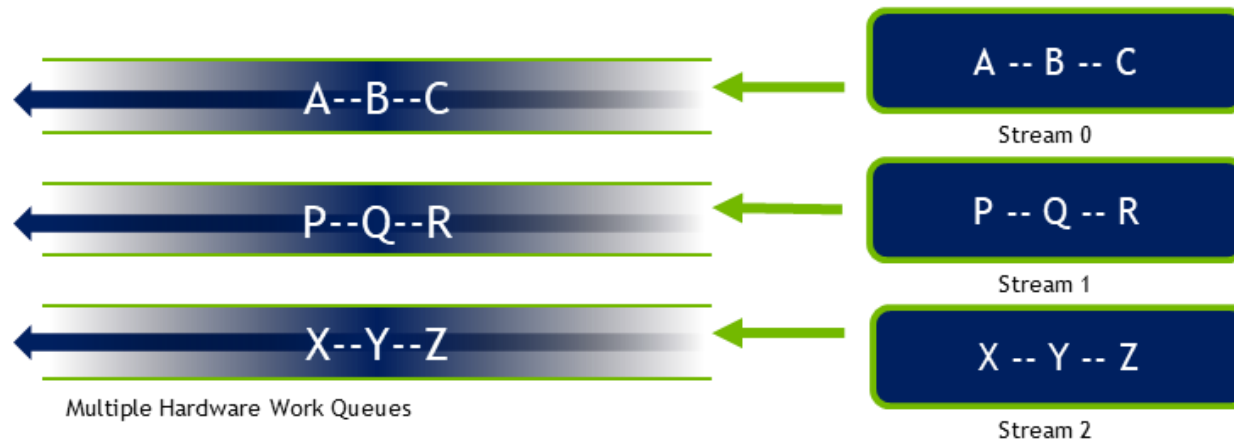 A -- B -- C
A--B--C
Stream 0
P--Q--R
P -- Q -- R
Stream 1
X--Y--Z
X -- Y -- Z
Multiple Hardware Work Queues
Stream 2